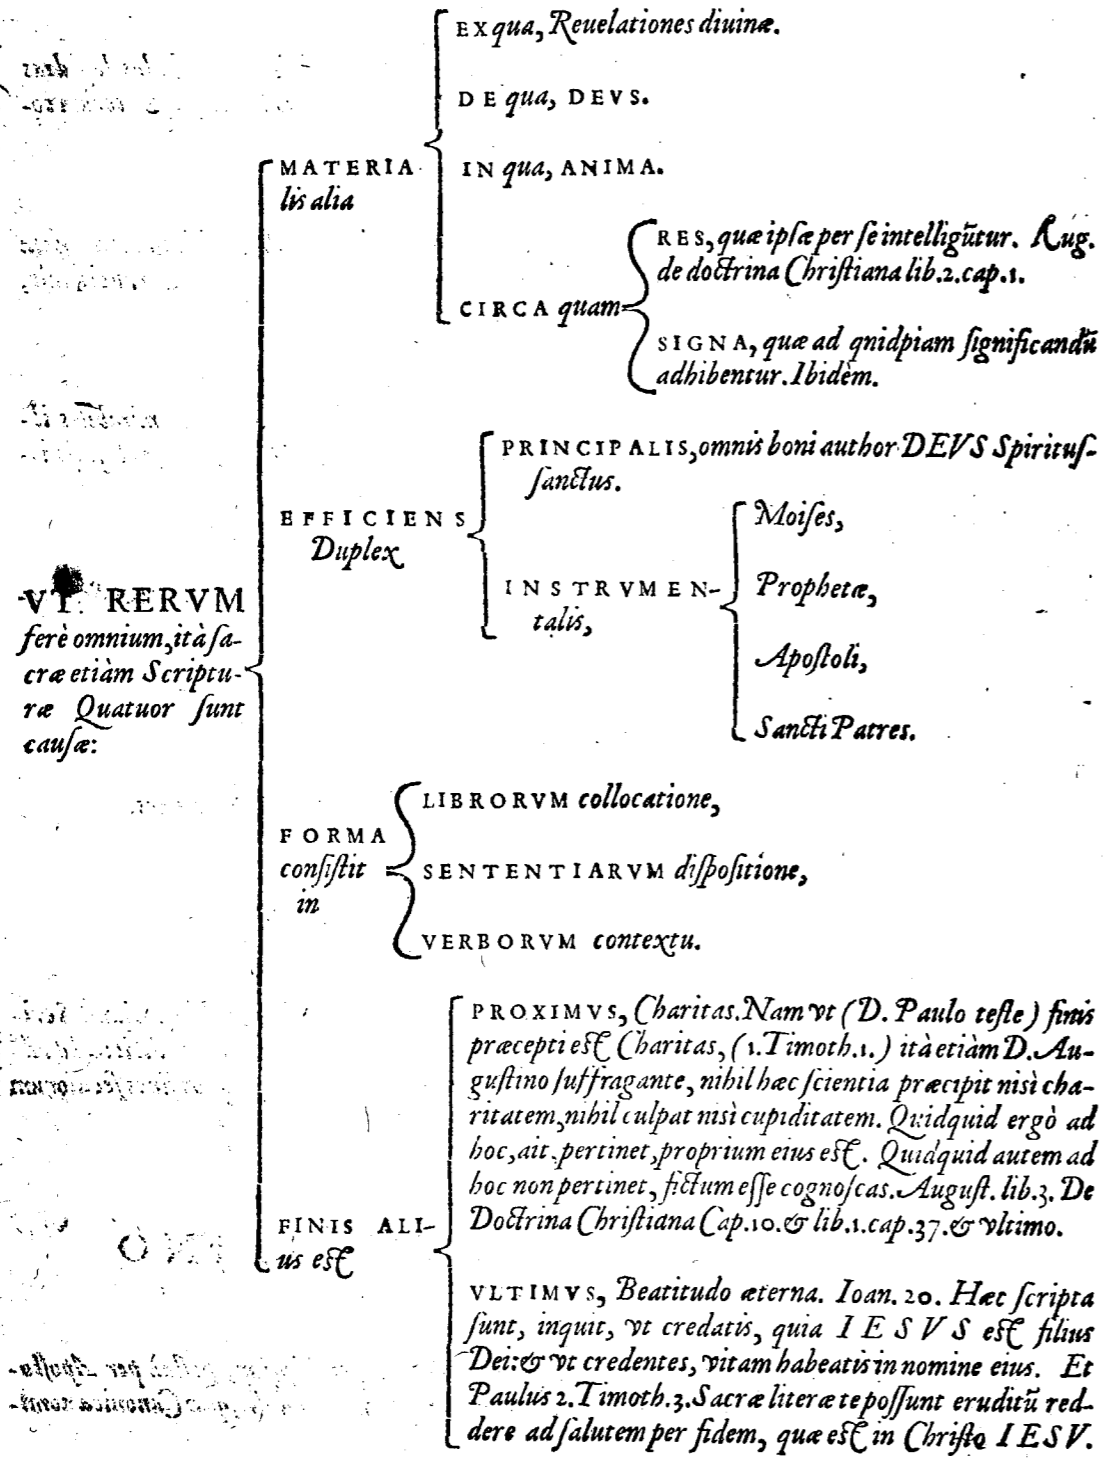 VT RERVM
ferè omnium, ità ſa-
cræ etiàm Scriptu-
ræ Quatuor ſunt
cauſæ:
MATERIA
lis alia
EX qua, Reuelationes diuinæ.
DE qua, DEVS.
IN qua, ANIMA.
CIRCA quam
RES, quæ ipſæ per ſe intelligūtur. Aug.
de doctrina Chriſtiana lib.2.cap.1.
SIGNA, quæ ad qnidpiam ſignificandū
adhibentur. Ibidèm.
EFFICIENS
Duplex
PRINCIPALIS, omnis boni author DEVS Spirituſ-
ſanctus.
INSTRVMEN-
talis,
Moiſes,
Prophetæ,
Apoſtoli,
Sancti Patres.
FORMA
conſiſtit
in
LIBRORVM collocatione,
SENTENTIARVM diſpoſitione,
VERBORVM contextu.
FINIS ALI-
us eſt
PROXIMVS, Charitas. Nam vt (D. Paulo teſte) finis
præcepti eſt Charitas, (1.Timoth.1.) ità etiàm D. Au-
guſtino ſuffragante, nihil hæc ſcientia præcipit nisì cha-
ritatem, nihil culpat nisì cupiditatem. Quidquid ergò ad
hoc, ait, pertinet, proprium eius eſt. Quidquid autem ad
hoc non pertinet, fictum eſſe cognoſcas. Auguſt. lib.3. De
Doctrina Chriſtiana Cap.10.& lib.1.cap.37.& vltimo.
VLTIMVS, Beatitudo æterna. Ioan. 20. Hæc ſcripta
ſunt, inquit, vt credatis, quia IESVS eſt filius
Dei:& vt credentes, vitam habeatis in nomine eius. Et
Paulus 2.Timoth.3. Sacræ literæ te poſſunt eruditū red-
dere ad ſalutem per fidem, quæ eſt in Chriſto IESV.